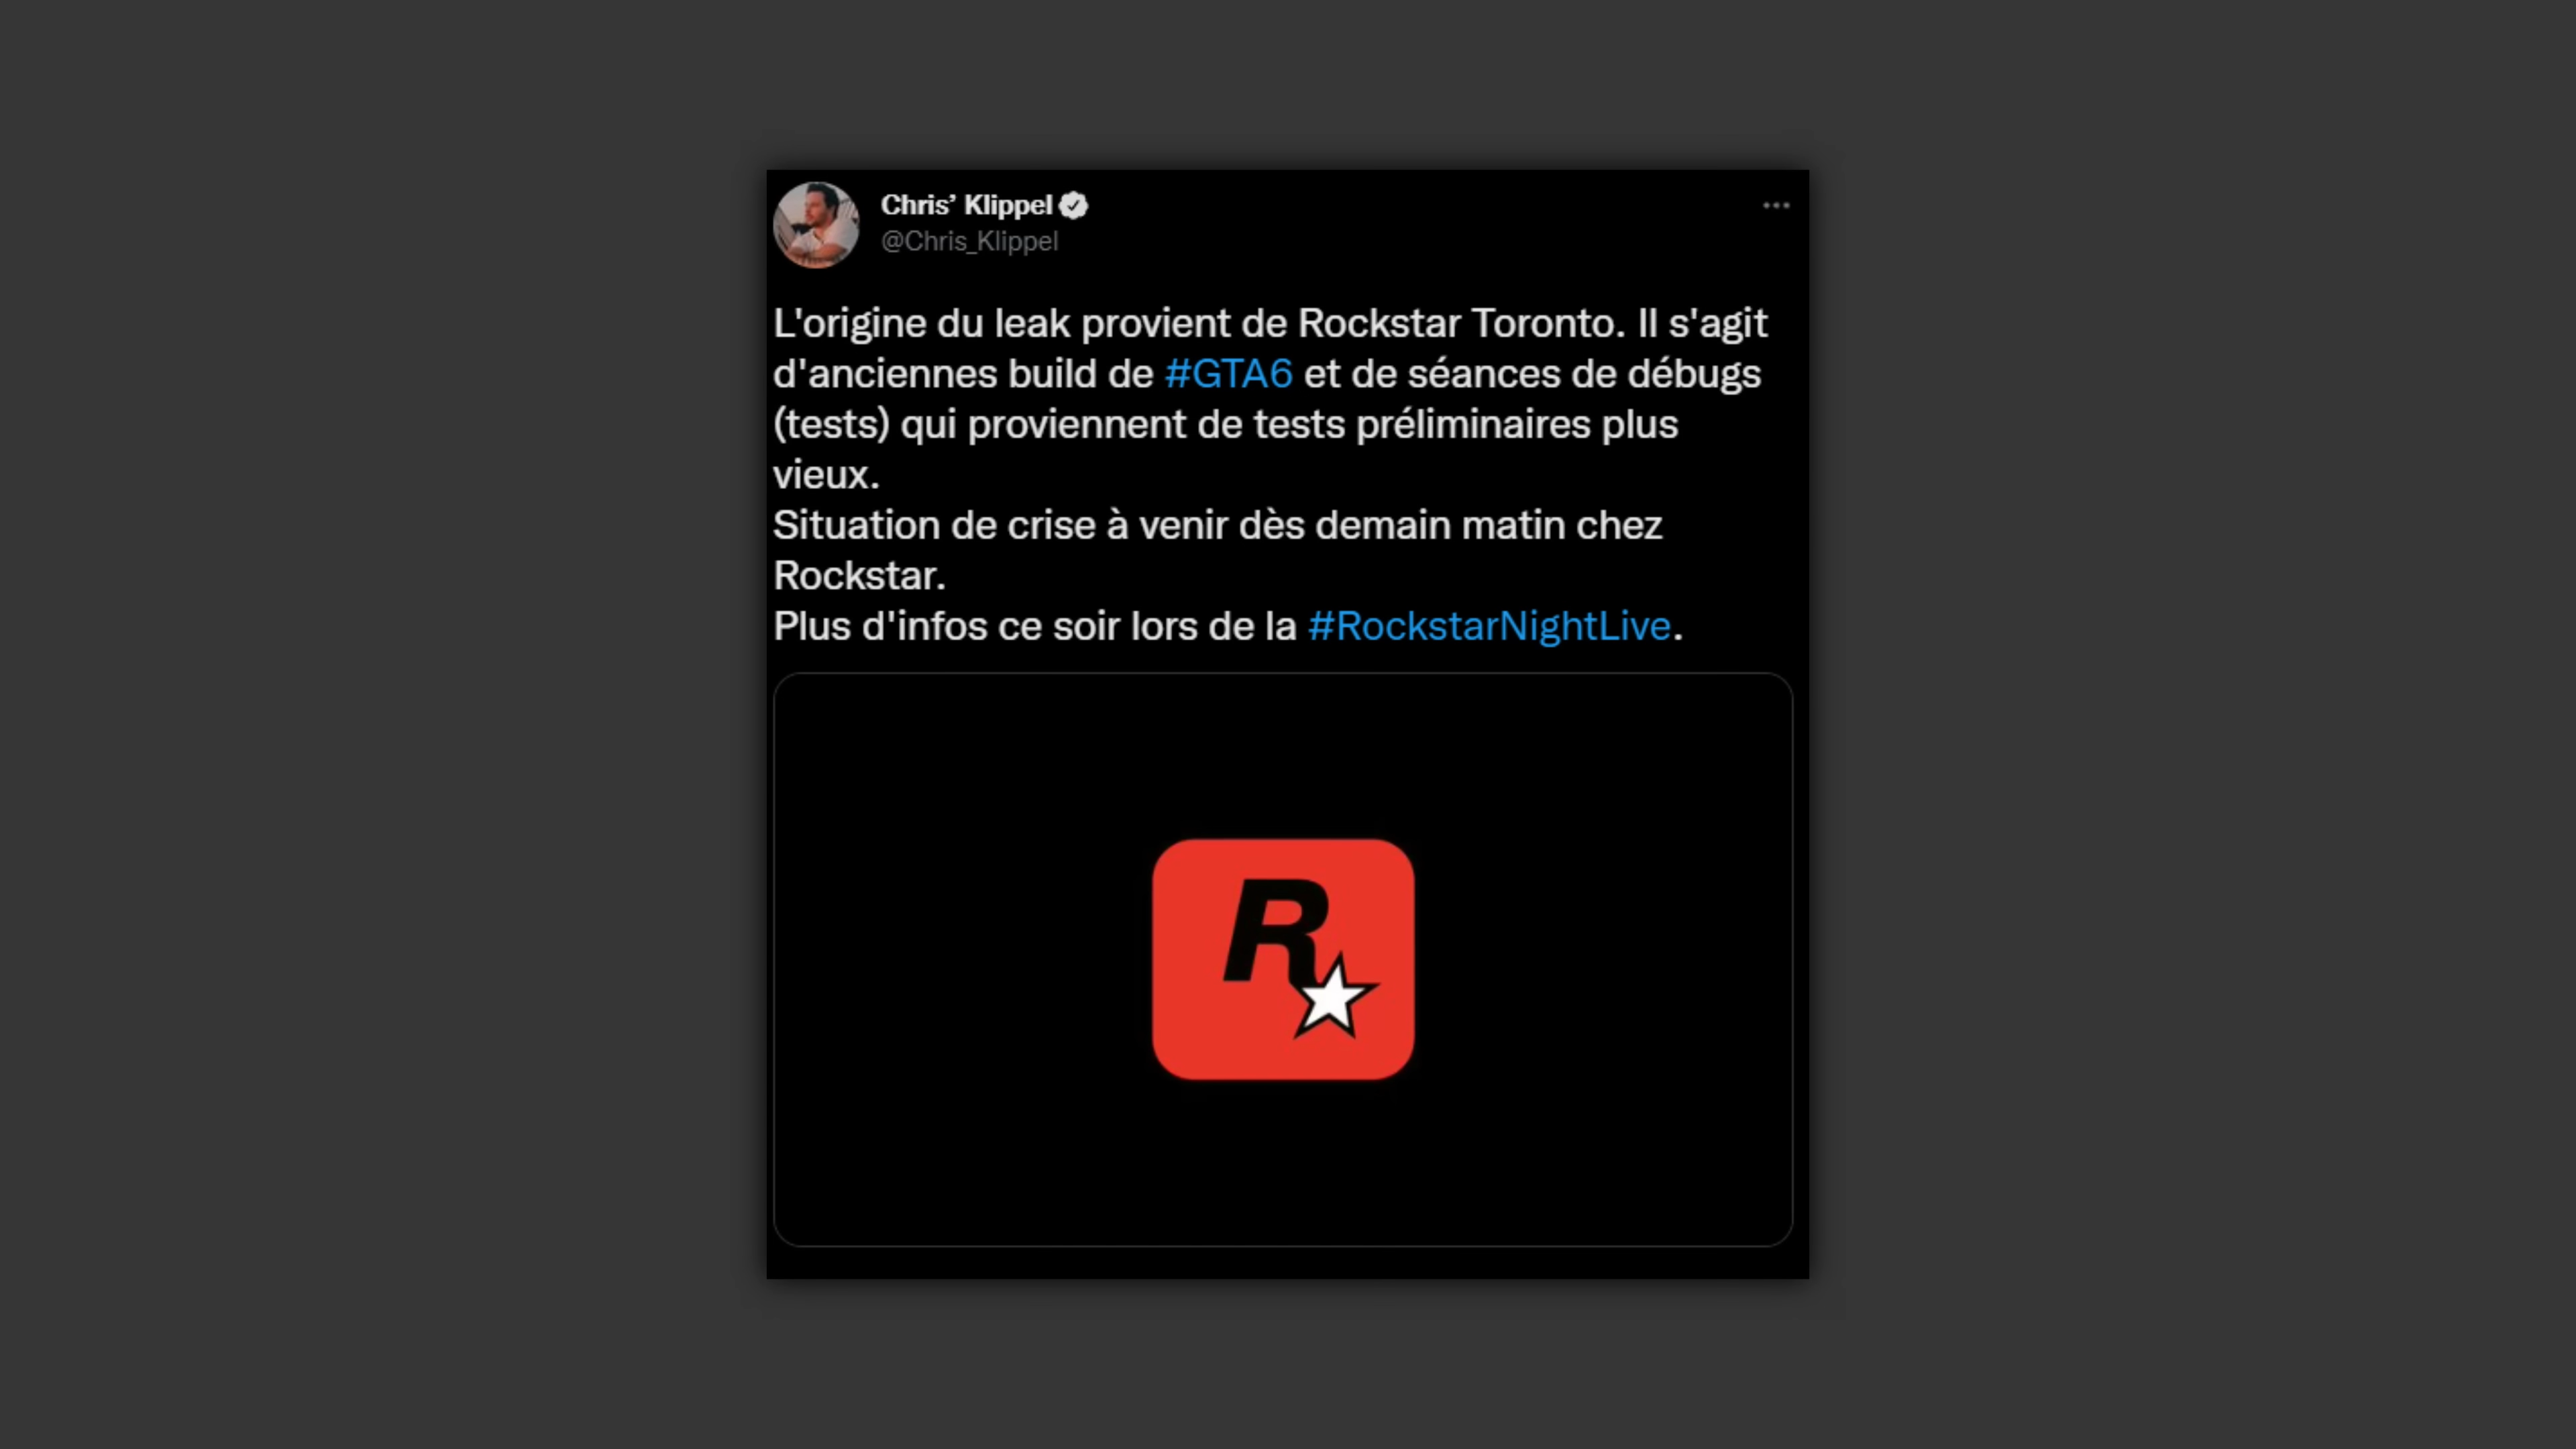 Chris’ Klippel
@Chris_Klippel
L'origine du leak provient de Rockstar Toronto. Il s'agit
d'anciennes build de #GTA6 et de séances de débugs
(tests) qui proviennent de tests préliminaires plus
vieux.
Situation de crise à venir dès demain matin chez
Rockstar.
Plus d'infos ce soir lors de la #RockstarNightLive.
R